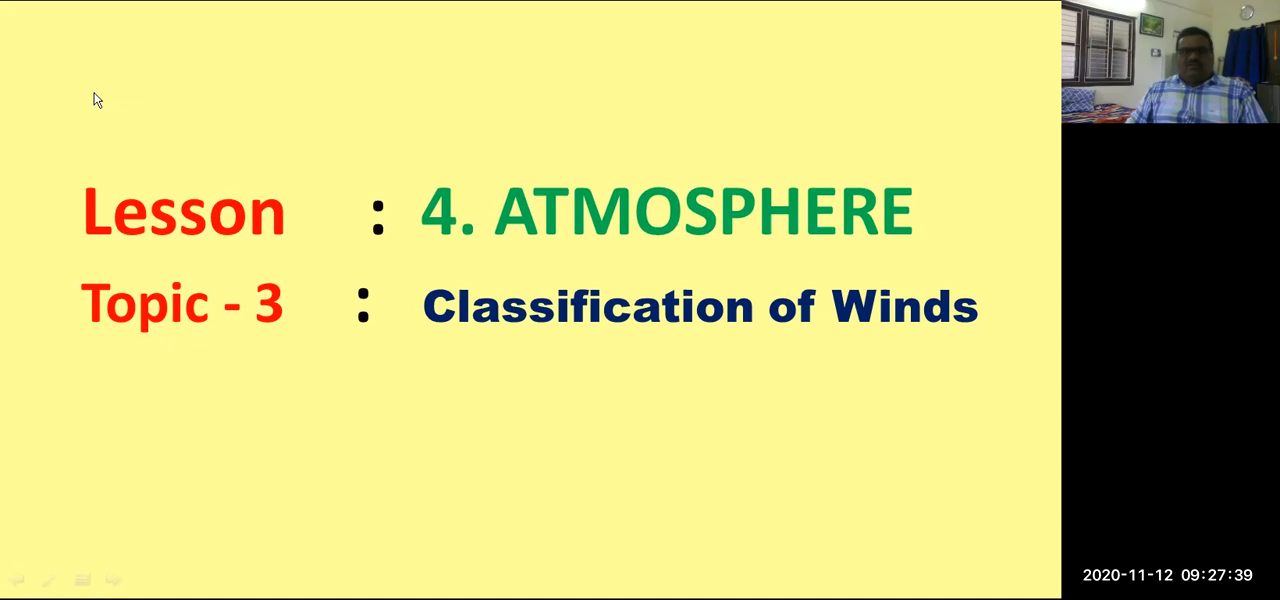 Lesson : 4. ATMOSPHERE
Topic - 3 : Classification of Winds
2020-11-12 09:27:39